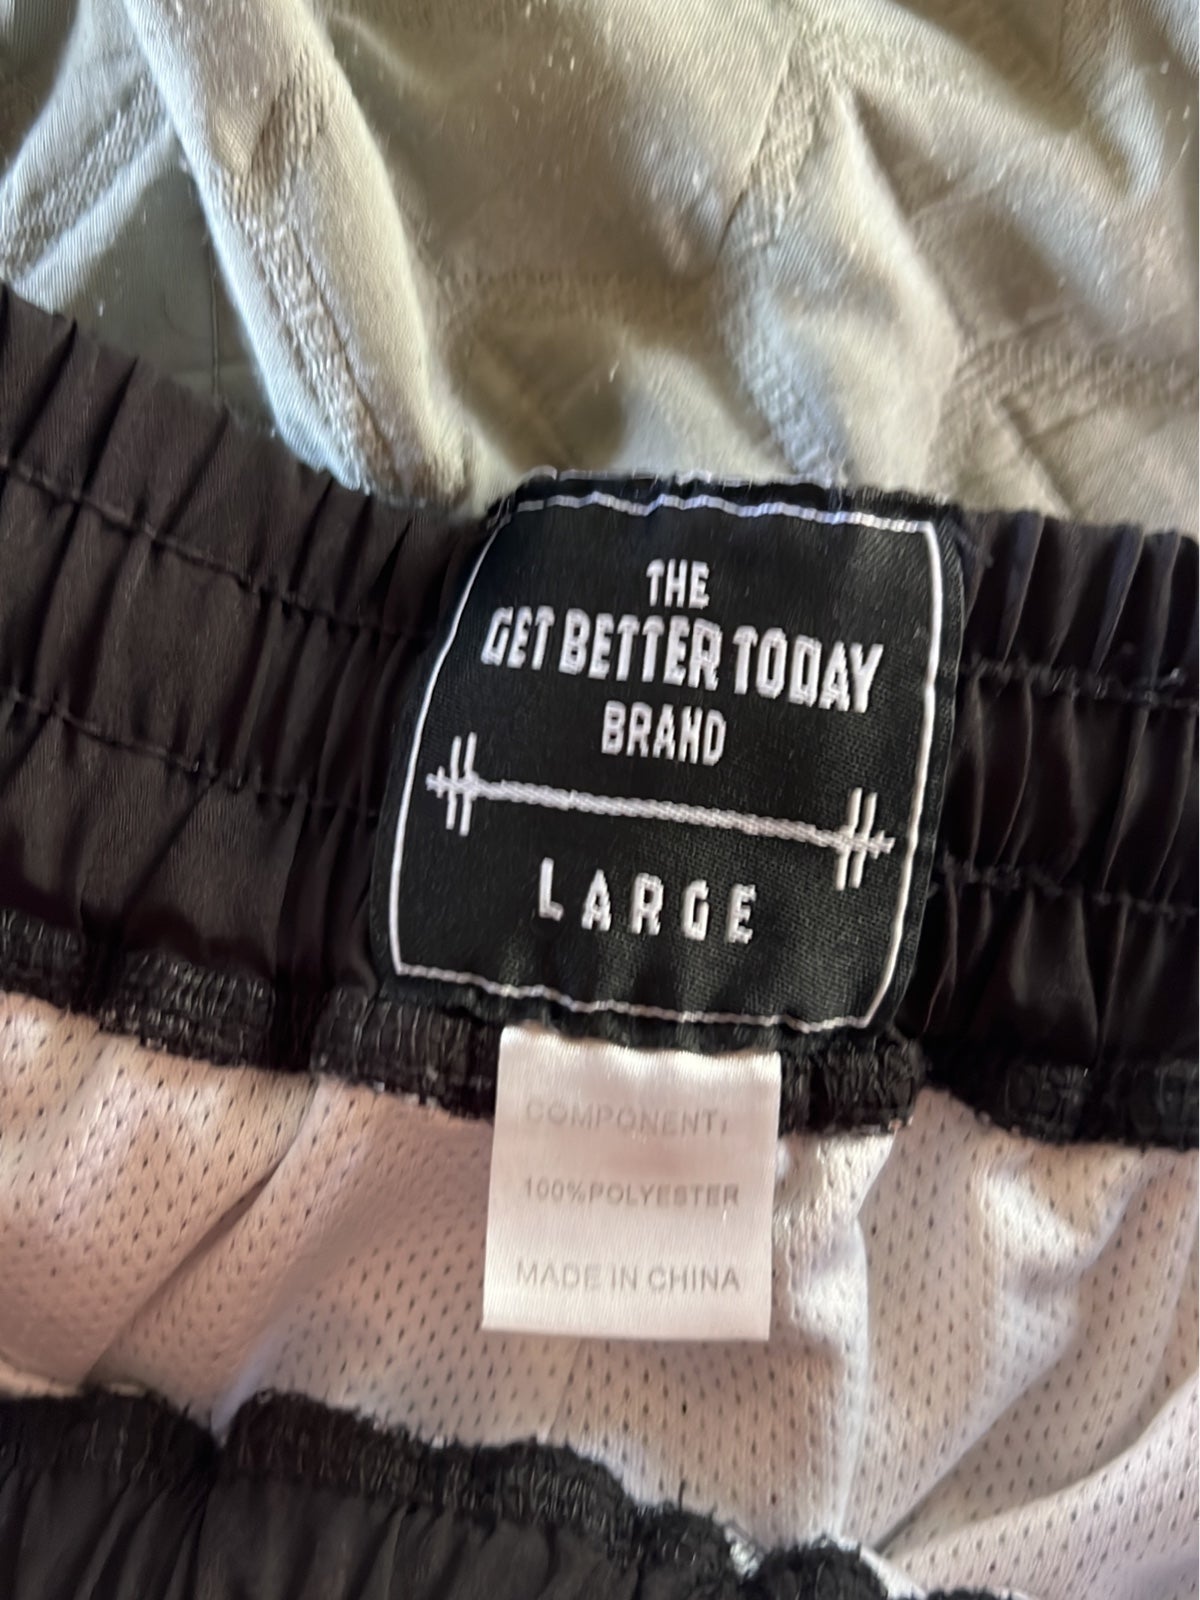 THE
GET BETTER TODAY
BRAND
LARGE
COMPONENT:
100%POLYESTER
MADE IN CHINA